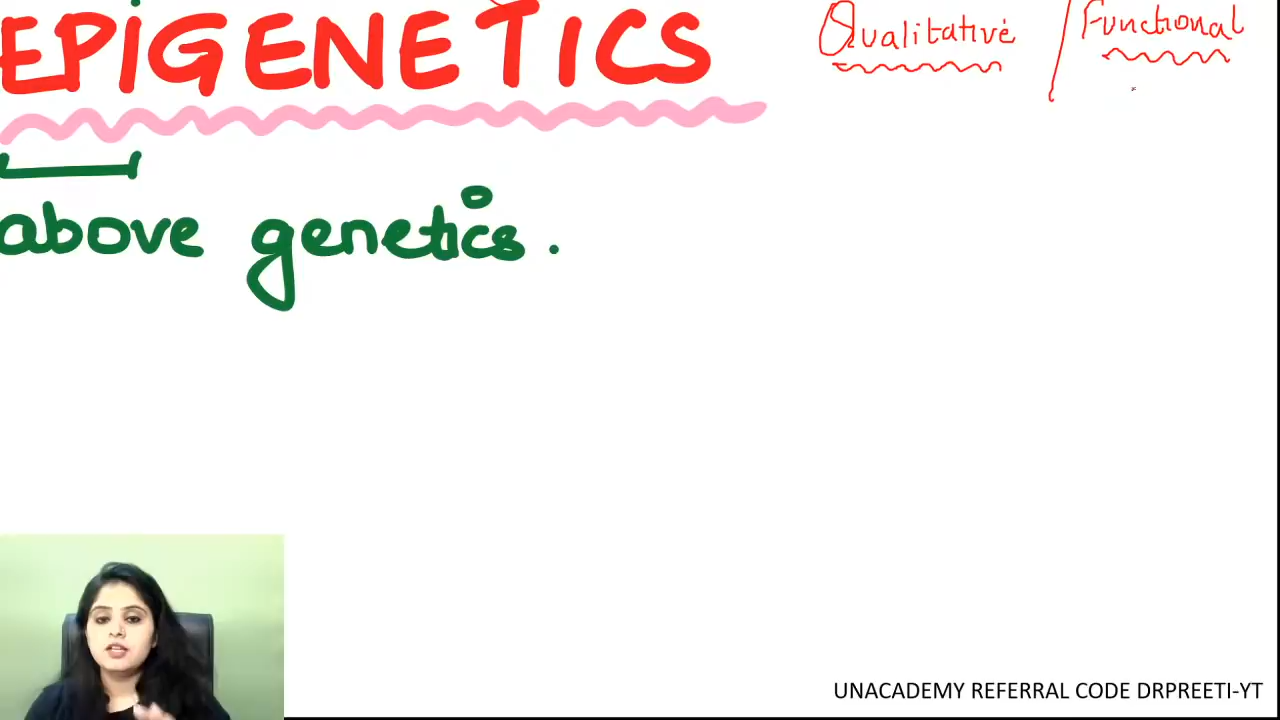 EPIGENETICS
Qualitative / Functional
above genetics.
UNACADEMY REFERRAL CODE DRPREETI-YT